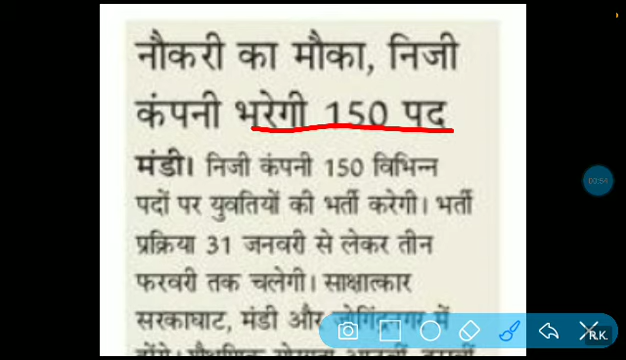 नौकरी का मौका, निजी
कंपनी भरेगी 150 पद
मंडी। निजी कंपनी 150 विभिन्न
पदों पर युवतियों की भर्ती करेगी। भर्ती
प्रक्रिया 31 जनवरी से लेकर तीन
फरवरी तक चलेगी। साक्षात्कार
सरकाघाट, मंडी और जोगिंद्रनगर में
02:54
R.K.